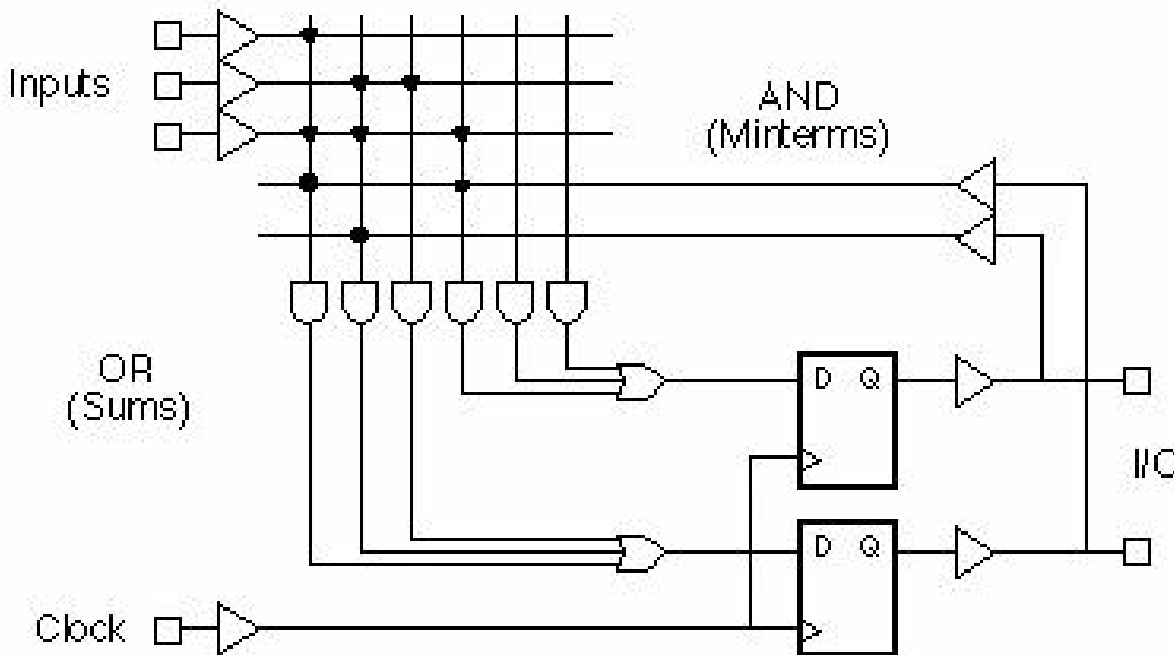 Inputs
AND
(Minterms)
OR
(Sums)
D Q
I/O
D Q
Clock